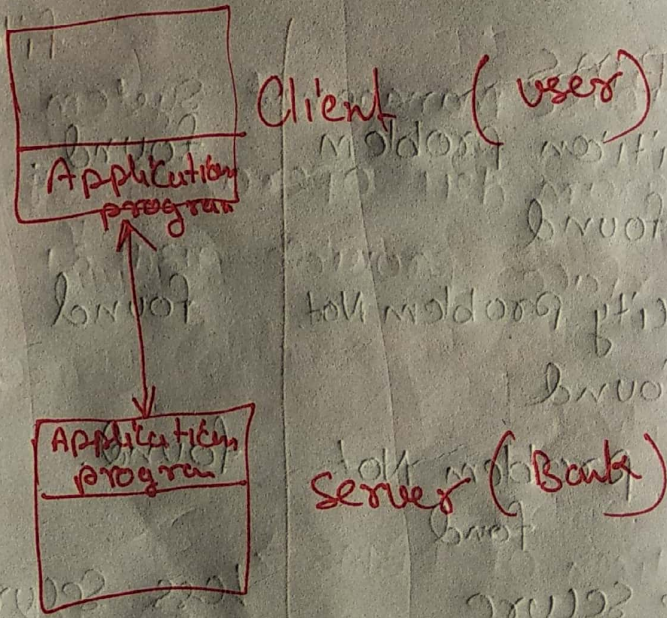 Client (user)
Application
program
Application
program
server (Bank)